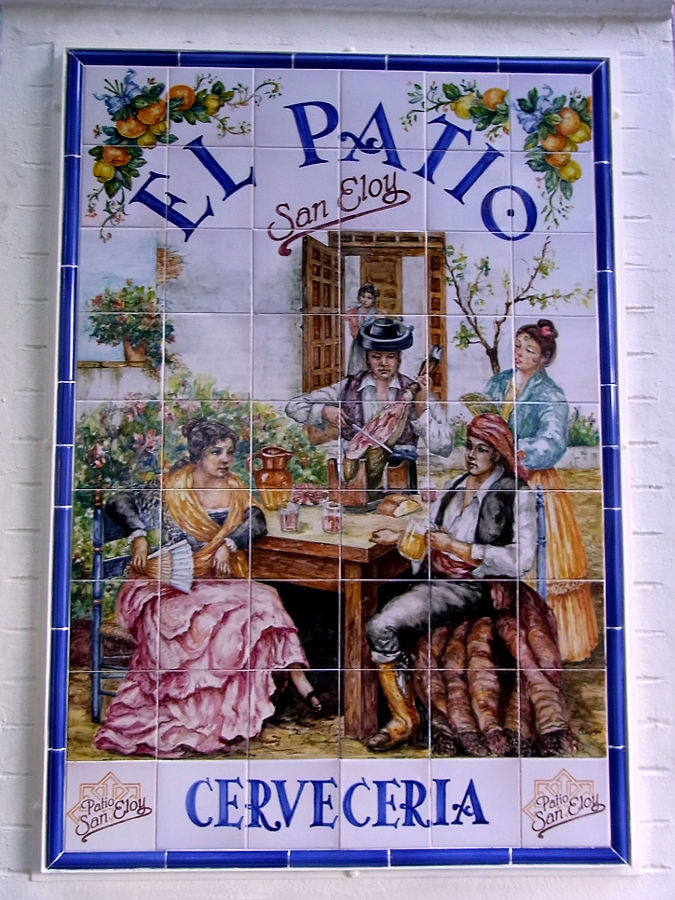 EL PATIO
San Eloy
CERVECERIA
Patio
San Eloy
Patio
San Eloy